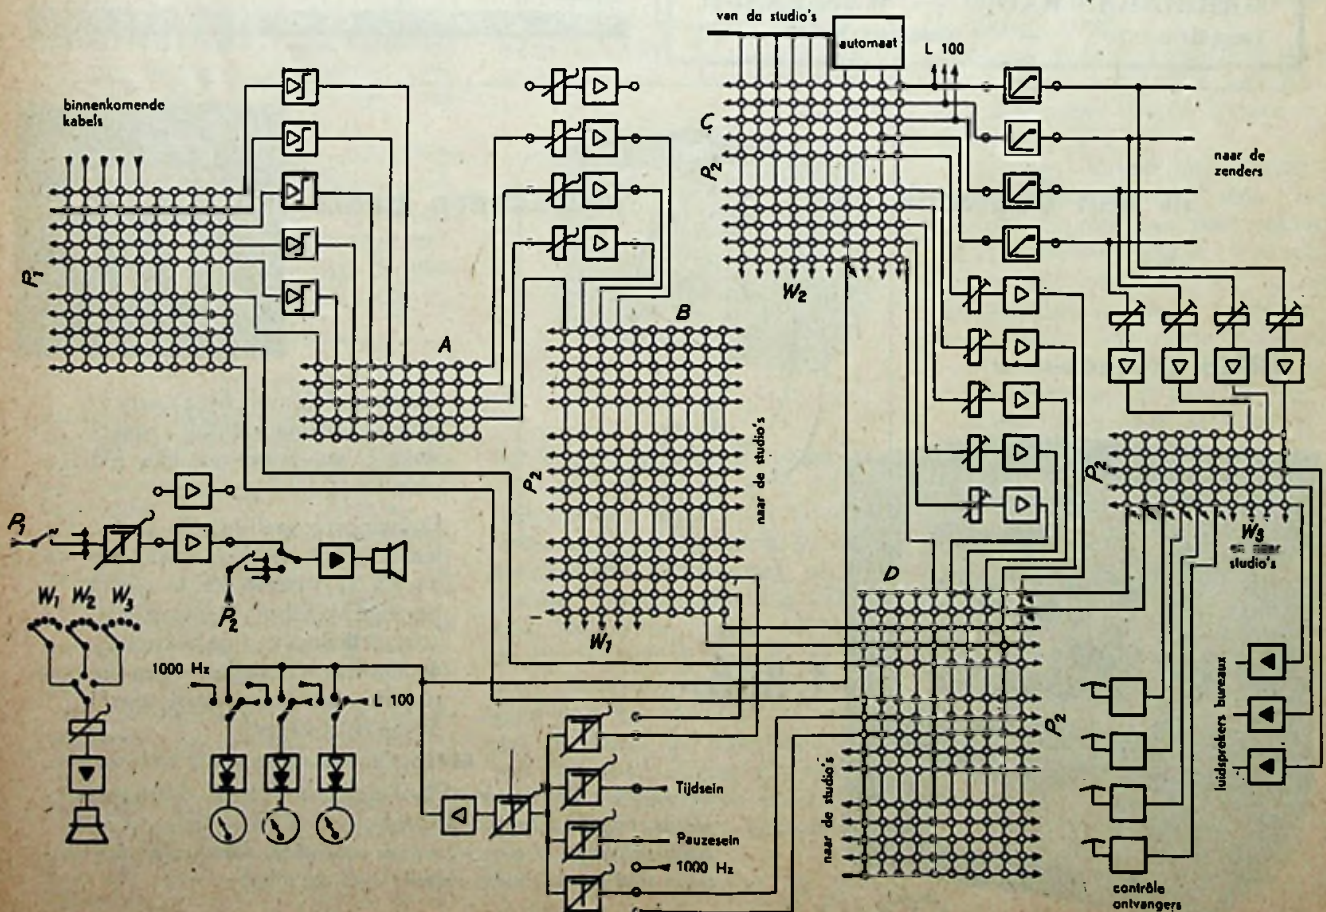 van de studio's
automaat
L 100
binnenkomende
kabels
C
P2
P1
naar de
zenders
W2
A
B
P2
naar de studio's
W1
P2
W3
en naar
studio's
P1
P2
W1 W2 W3
1000 Hz
L 100
D
P2
naar de studio's
Tijdsein
Pauzesein
1000 Hz
luidsprekers bureaux
contrôle
ontvangers